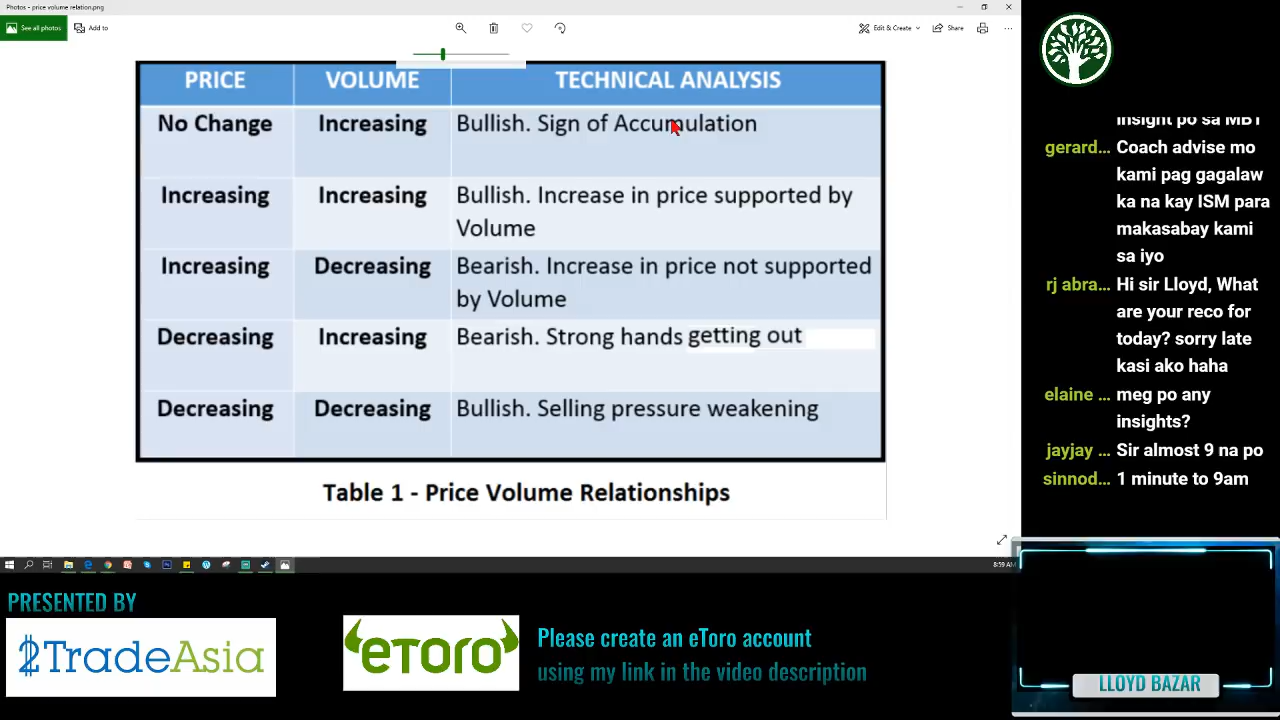 Photos - price volume relation.png
See all photos
Add to
Edit & Create
Share
PRICE VOLUME TECHNICAL ANALYSIS
No Change Increasing Bullish. Sign of Accumulation
Increasing Increasing Bullish. Increase in price supported by
Volume
Increasing Decreasing Bearish. Increase in price not supported
by Volume
Decreasing Increasing Bearish. Strong hands getting out
Decreasing Decreasing Bullish. Selling pressure weakening
Table 1 - Price Volume Relationships
8:59 AM
insight po sa MBT
gerard... Coach advise mo
kami pag gagalaw
ka na kay ISM para
makasabay kami
sa iyo
rj abra... Hi sir Lloyd, What
are your reco for
today? sorry late
kasi ako haha
elaine ... meg po any
insights?
jayjay ... Sir almost 9 na po
sinnod... 1 minute to 9am
PRESENTED BY
2TradeAsia
eToro
Please create an eToro account
using my link in the video description
LLOYD BAZAR